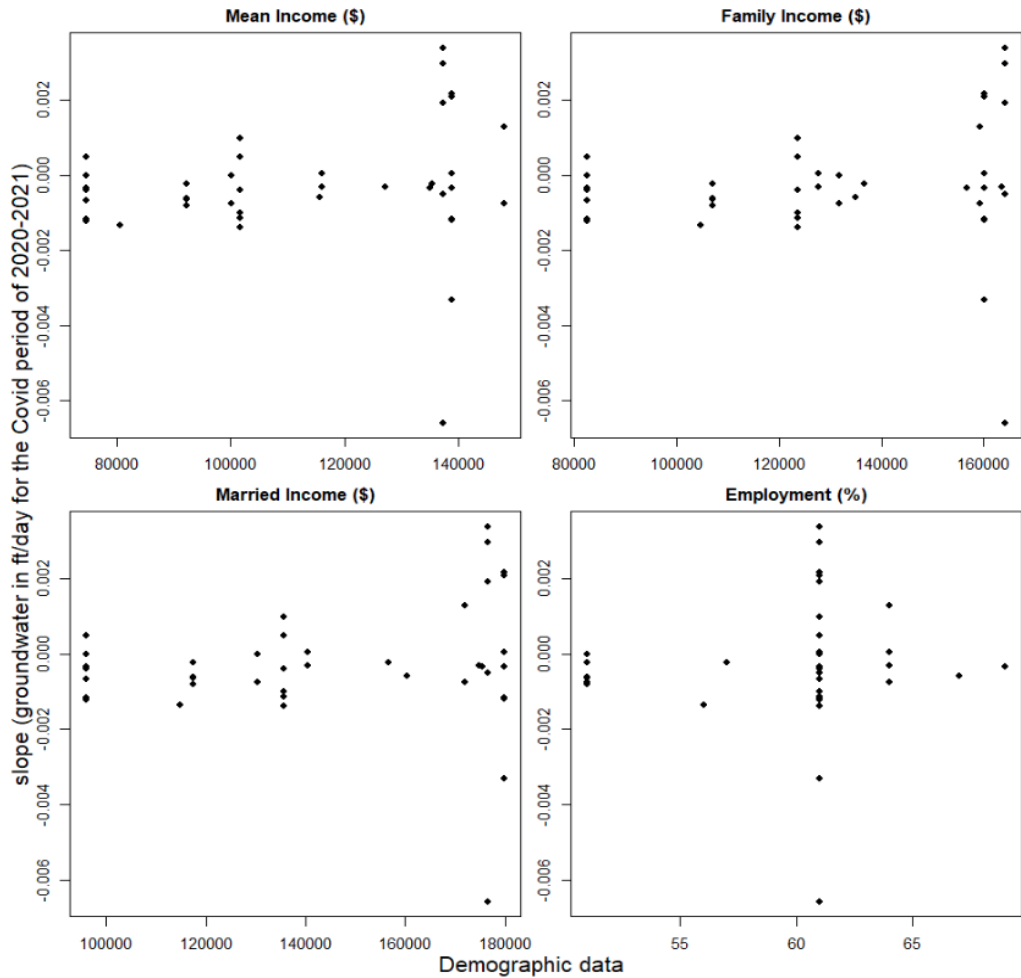 Mean Income ($)
Family Income ($)
slope (groundwater in ft/day for the Covid period of 2020-2021)
0.002
0.000
-0.002
-0.004
-0.006
80000 100000 120000 140000
0.002
0.000
-0.002
-0.004
-0.006
80000 100000 120000 140000 160000
Married Income ($)
Employment (%)
0.002
0.000
-0.002
-0.004
-0.006
100000 120000 140000 160000 180000
0.002
0.000
-0.002
-0.004
-0.006
55 60 65
Demographic data